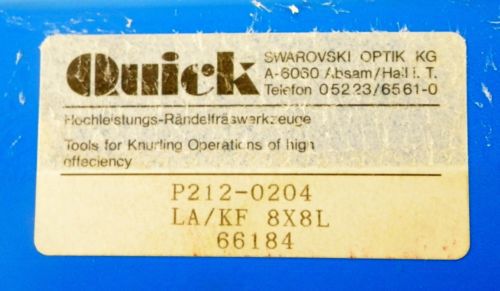 Quick
SWAROVSKI OPTIK KG
A-6060 Absam/Hall i. T.
Telefon 05223/6561-0
Hochleistungs-Rändelfräswerkzeuge
Tools for Knurling Operations of high
effeciency
P212-0204
LA/KF 8X8L
66184